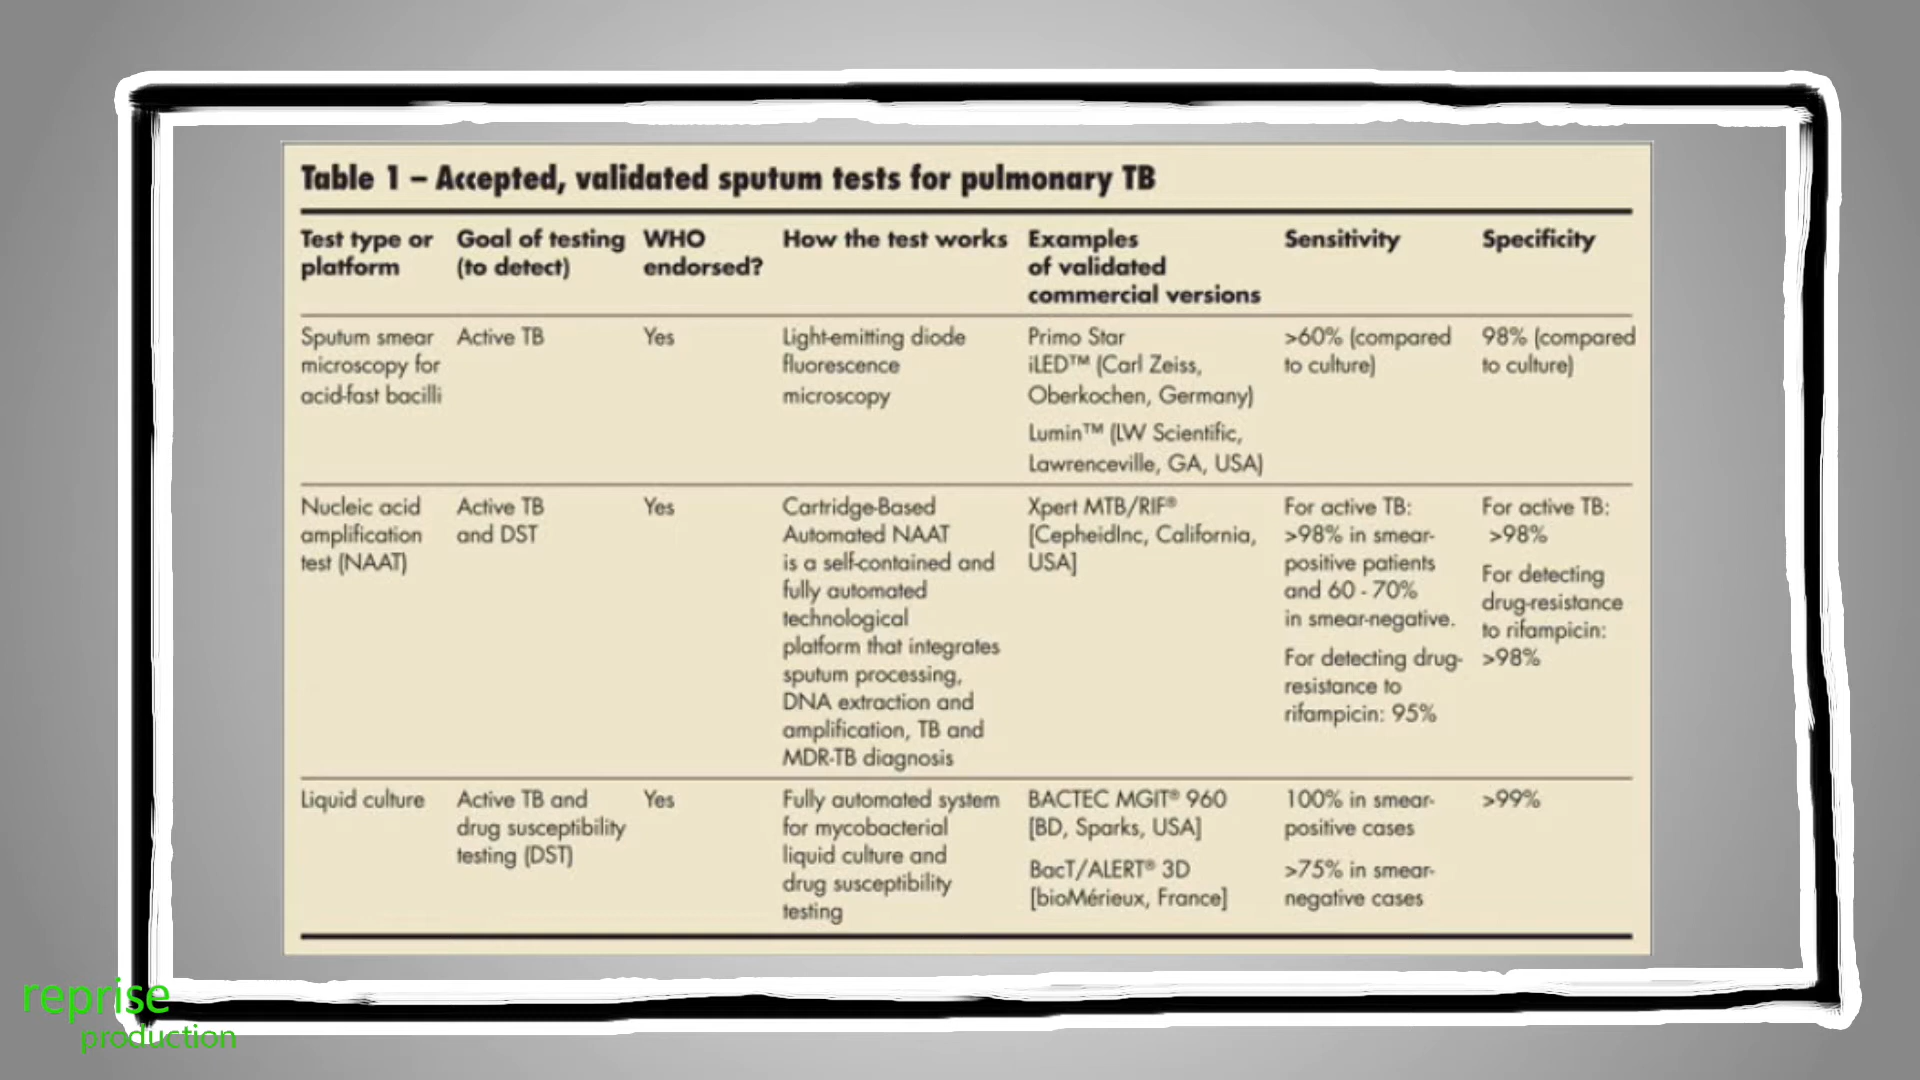 Table 1 – Accepted, validated sputum tests for pulmonary TB
Test type or
platform
Goal of testing
(to detect)
WHO
endorsed?
How the test works
Examples
of validated
commercial versions
Sensitivity
Specificity
Sputum smear
microscopy for
acid-fast bacilli
Active TB
Yes
Light-emitting diode
fluorescence
microscopy
Primo Star
iLED™ (Carl Zeiss,
Oberkochen, Germany)
Lumin™ (LW Scientific,
Lawrenceville, GA, USA)
>60% (compared
to culture)
98% (compared
to culture)
Nucleic acid
amplification
test (NAAT)
Active TB
and DST
Yes
Cartridge-Based
Automated NAAT
is a self-contained and
fully automated
technological
platform that integrates
sputum processing,
DNA extraction and
amplification, TB and
MDR-TB diagnosis
Xpert MTB/RIF®
[CepheidInc, California,
USA]
For active TB:
>98% in smear-
positive patients
and 60 - 70%
in smear-negative.
For detecting drug-
resistance to
rifampicin: 95%
For active TB:
>98%
For detecting
drug-resistance
to rifampicin:
>98%
Liquid culture
Active TB and
drug susceptibility
testing (DST)
Yes
Fully automated system
for mycobacterial
liquid culture and
drug susceptibility
testing
BACTEC MGIT® 960
[BD, Sparks, USA]
BacT/ALERT® 3D
[bioMérieux, France]
100% in smear-
positive cases
>75% in smear-
negative cases
>99%
reprise
production